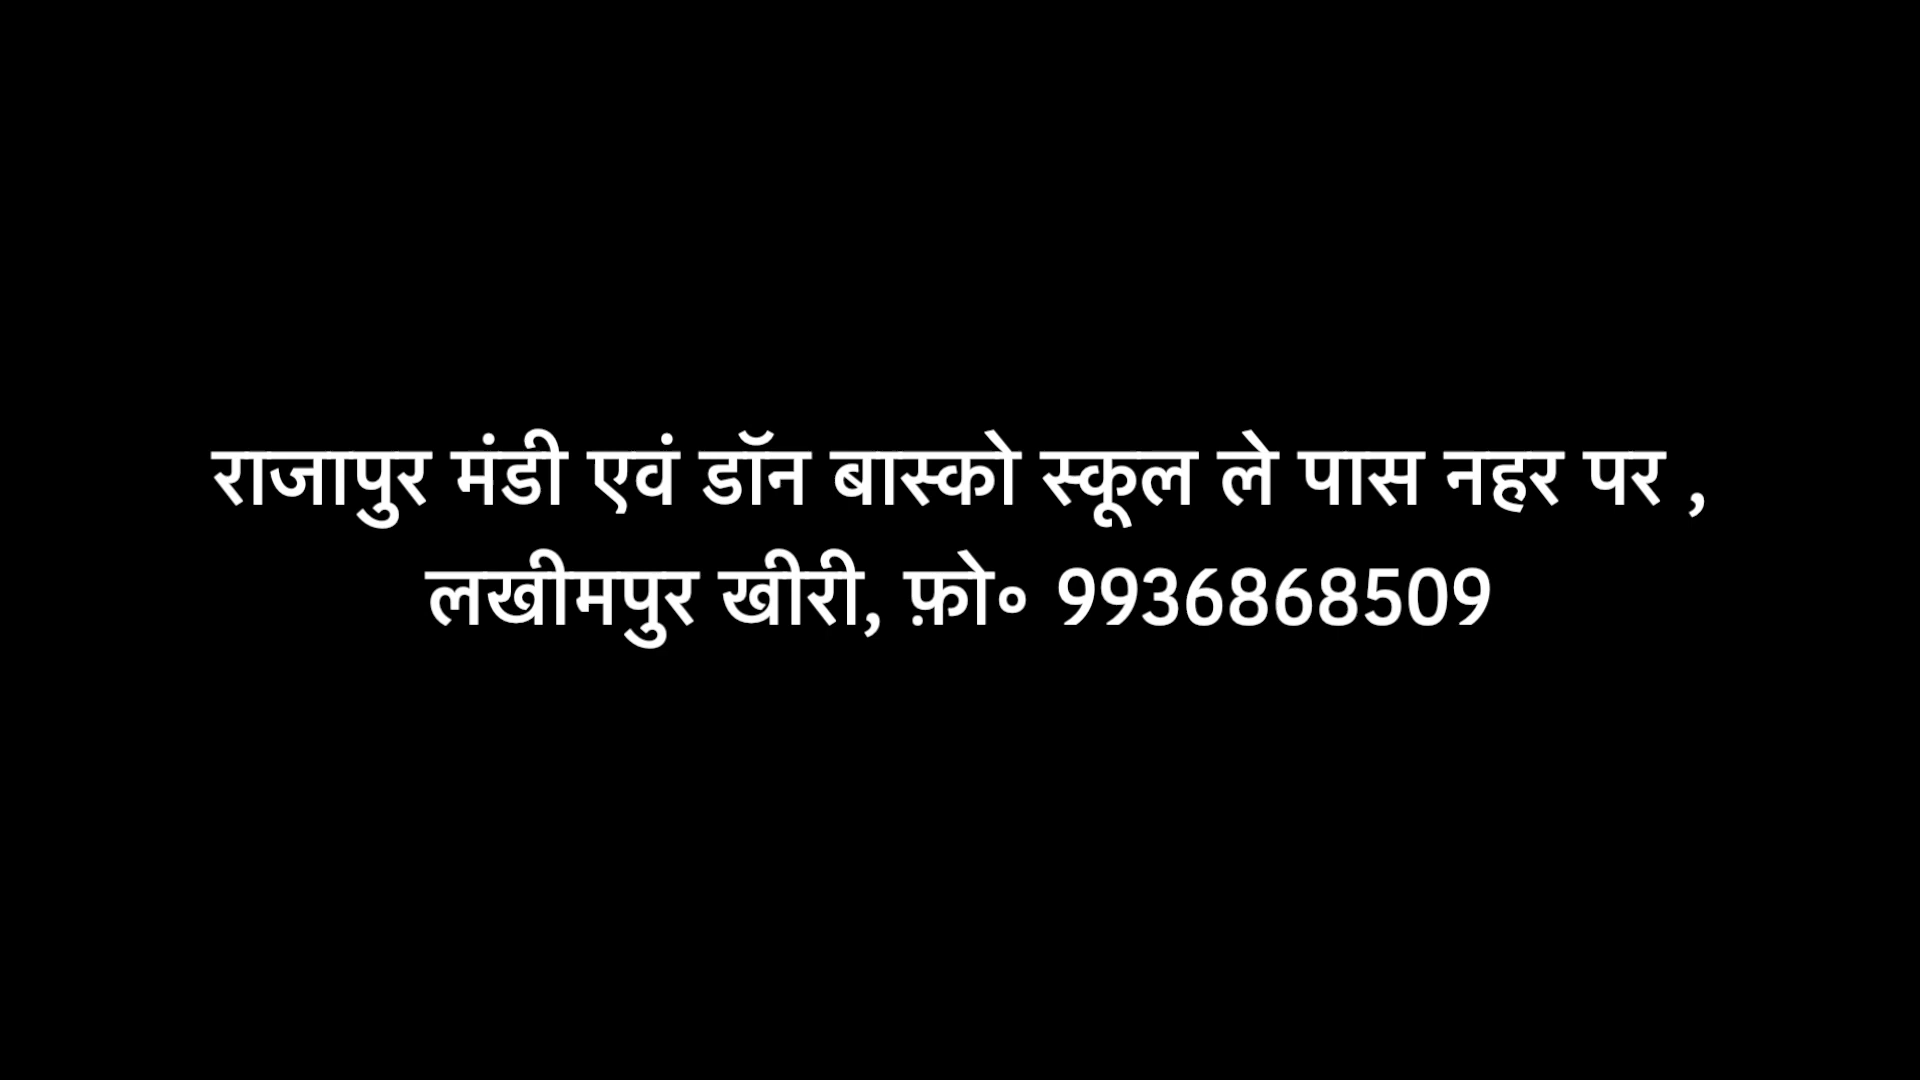 राजापुर मंडी एवं डॉन बास्को स्कूल ले पास नहर पर ,
लखीमपुर खीरी, फ़ो॰ 9936868509